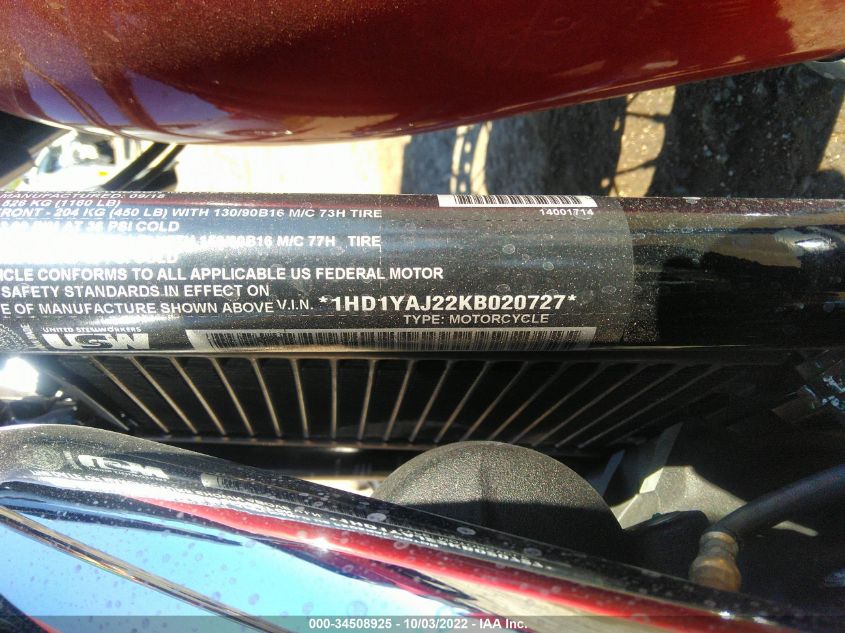 MANUFACTURED: 09/18
526 KG (1160 LB)
FRONT - 204 KG (450 LB) WITH 130/90B16 M/C 73H TIRE
AT 36 PSI COLD
B16 M/C 77H TIRE
ICLE CONFORMS TO ALL APPLICABLE US FEDERAL MOTOR
SAFETY STANDARDS IN EFFECT ON
E OF MANUFACTURE SHOWN ABOVE V.I.N. *1HD1YAJ22KB020727*
TYPE: MOTORCYCLE
14001714
UNITED STEELWORKERS
USW
000-34508925 - 10/03/2022 - IAA Inc.